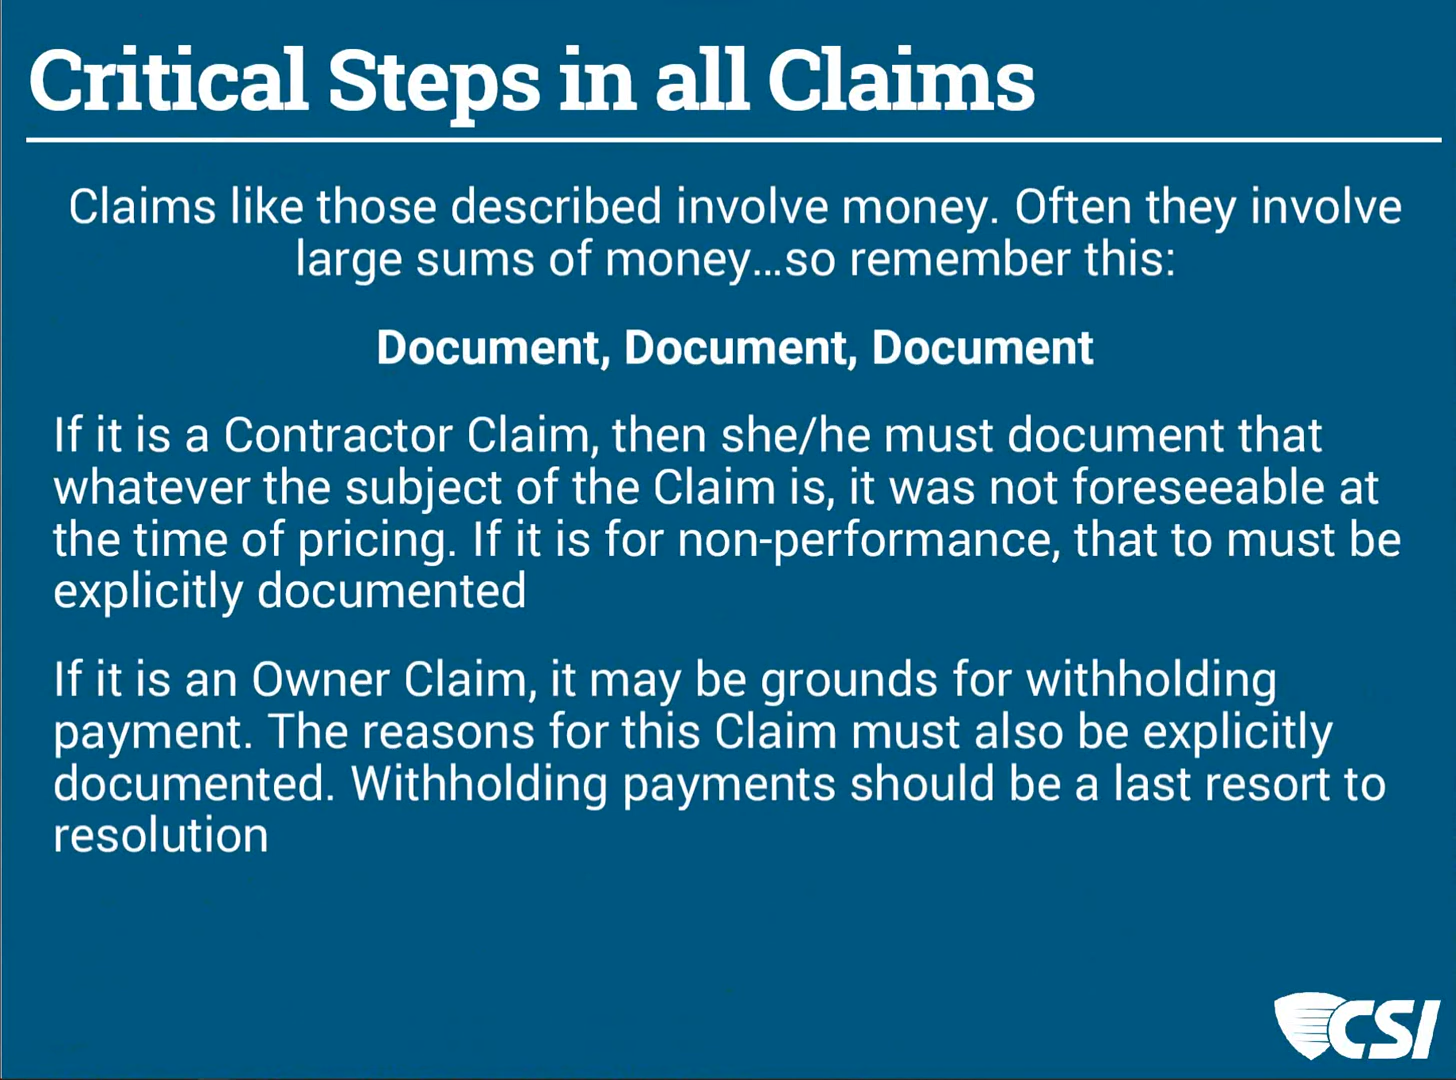 Critical Steps in all Claims
Claims like those described involve money. Often they involve
large sums of money...so remember this:
Document, Document, Document
If it is a Contractor Claim, then she/he must document that
whatever the subject of the Claim is, it was not foreseeable at
the time of pricing. If it is for non-performance, that to must be
explicitly documented
If it is an Owner Claim, it may be grounds for withholding
payment. The reasons for this Claim must also be explicitly
documented. Withholding payments should be a last resort to
resolution
CSI